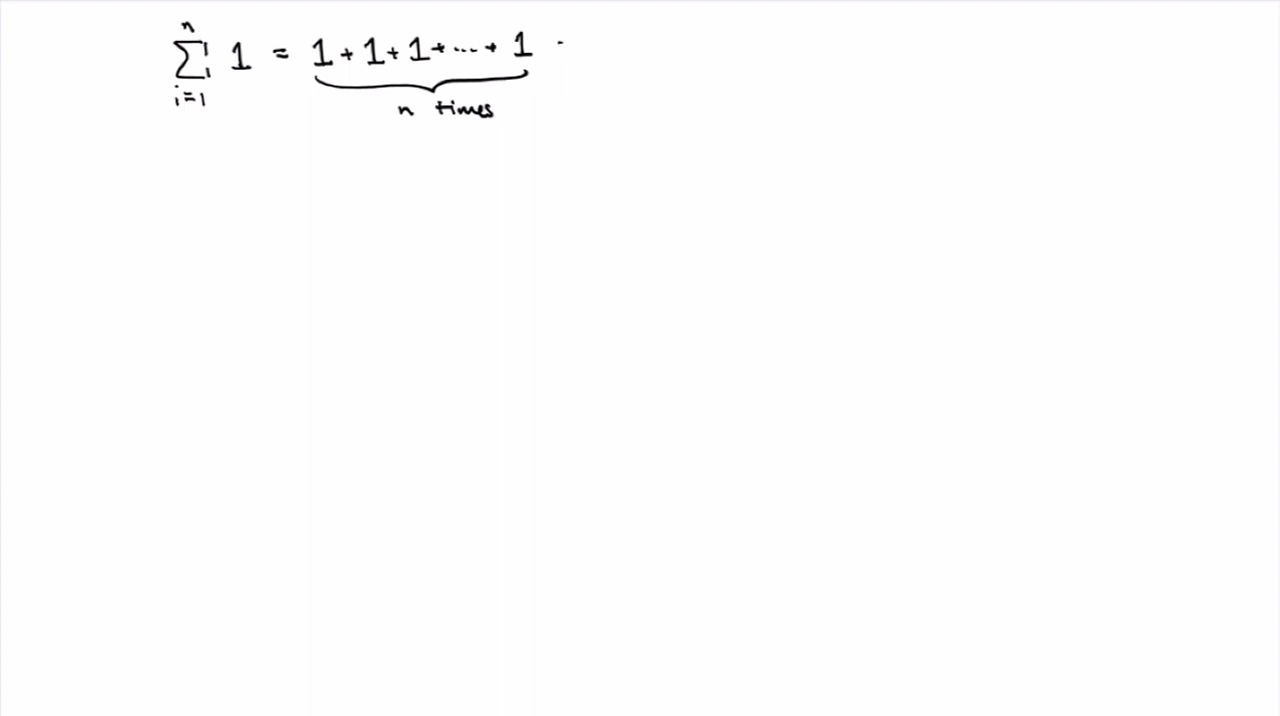 n
∑ 1 = 1 + 1 + 1 + ... + 1
i=1
n times